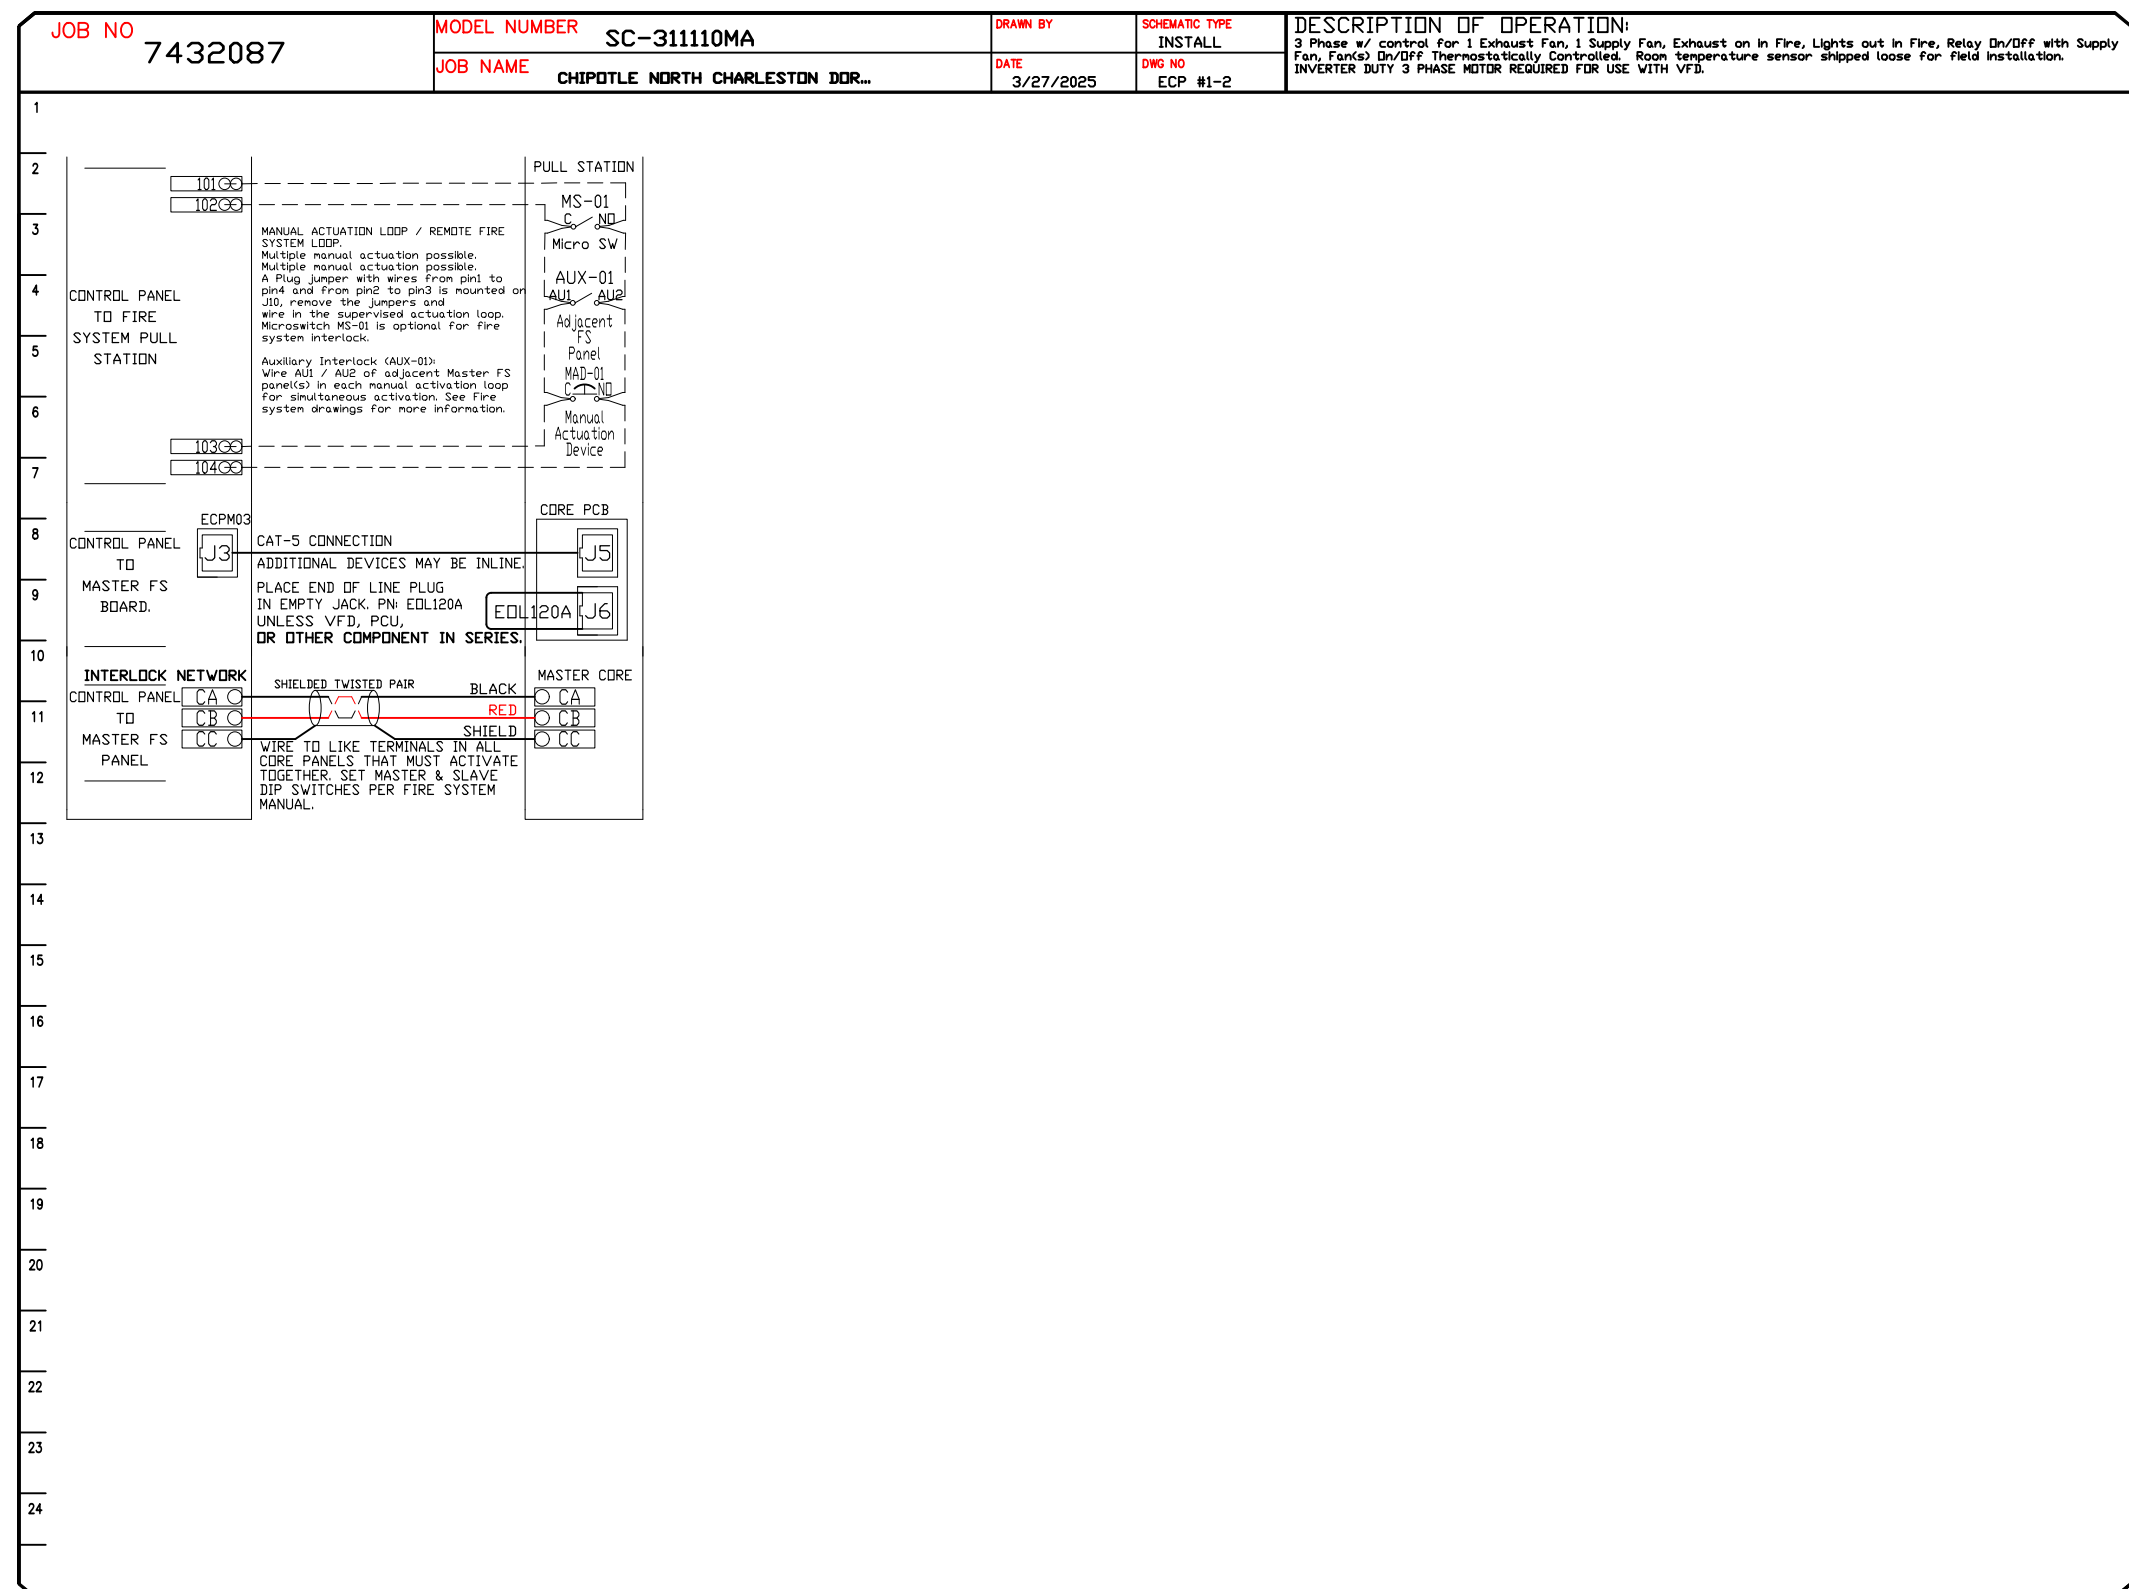 JOB NO
7432087
MODEL NUMBER
SC-311110MA
JOB NAME
CHIPOTLE NORTH CHARLESTON DOR...
DRAWN BY
DATE
3/27/2025
SCHEMATIC TYPE
INSTALL
DWG NO
ECP #1-2
DESCRIPTION OF OPERATION:
3 Phase w/ control for 1 Exhaust Fan, 1 Supply Fan, Exhaust on in Fire, Lights out in Fire, Relay On/Off with Supply
Fan, Fan(s) On/Off Thermostatically Controlled. Room temperature sensor shipped loose for field installation.
INVERTER DUTY 3 PHASE MOTOR REQUIRED FOR USE WITH VFD.
1
2
3
4
5
6
7
8
9
10
11
12
13
14
15
16
17
18
19
20
21
22
23
24
CONTROL PANEL
TO FIRE
SYSTEM PULL
STATION
101
102
103
104
MANUAL ACTUATION LOOP / REMOTE FIRE
SYSTEM LOOP.
Multiple manual actuation possible.
Multiple manual actuation possible.
A Plug jumper with wires from pin1 to
pin4 and from pin2 to pin3 is mounted on
J10, remove the jumpers and
wire in the supervised actuation loop.
Microswitch MS-01 is optional for fire
system interlock.
Auxiliary Interlock (AUX-01):
Wire AU1 / AU2 of adjacent Master FS
panel(s) in each manual activation loop
for simultaneous activation. See Fire
system drawings for more information.
PULL STATION
MS-01
C NO
Micro SW
AUX-01
AU1 AU2
Adjacent
FS
Panel
MAD-01
C NO
Manual
Actuation
Device
CONTROL PANEL
TO
MASTER FS
BOARD.
ECPM03
J3
CAT-5 CONNECTION
ADDITIONAL DEVICES MAY BE INLINE.
PLACE END OF LINE PLUG
IN EMPTY JACK. PN: EOL120A
UNLESS VFD, PCU,
OR OTHER COMPONENT IN SERIES.
CORE PCB
J5
EOL120A
J6
INTERLOCK NETWORK
CONTROL PANEL
TO
MASTER FS
PANEL
CA
CB
CC
SHIELDED TWISTED PAIR
BLACK
RED
SHIELD
WIRE TO LIKE TERMINALS IN ALL
CORE PANELS THAT MUST ACTIVATE
TOGETHER. SET MASTER & SLAVE
DIP SWITCHES PER FIRE SYSTEM
MANUAL.
MASTER CORE
CA
CB
CC